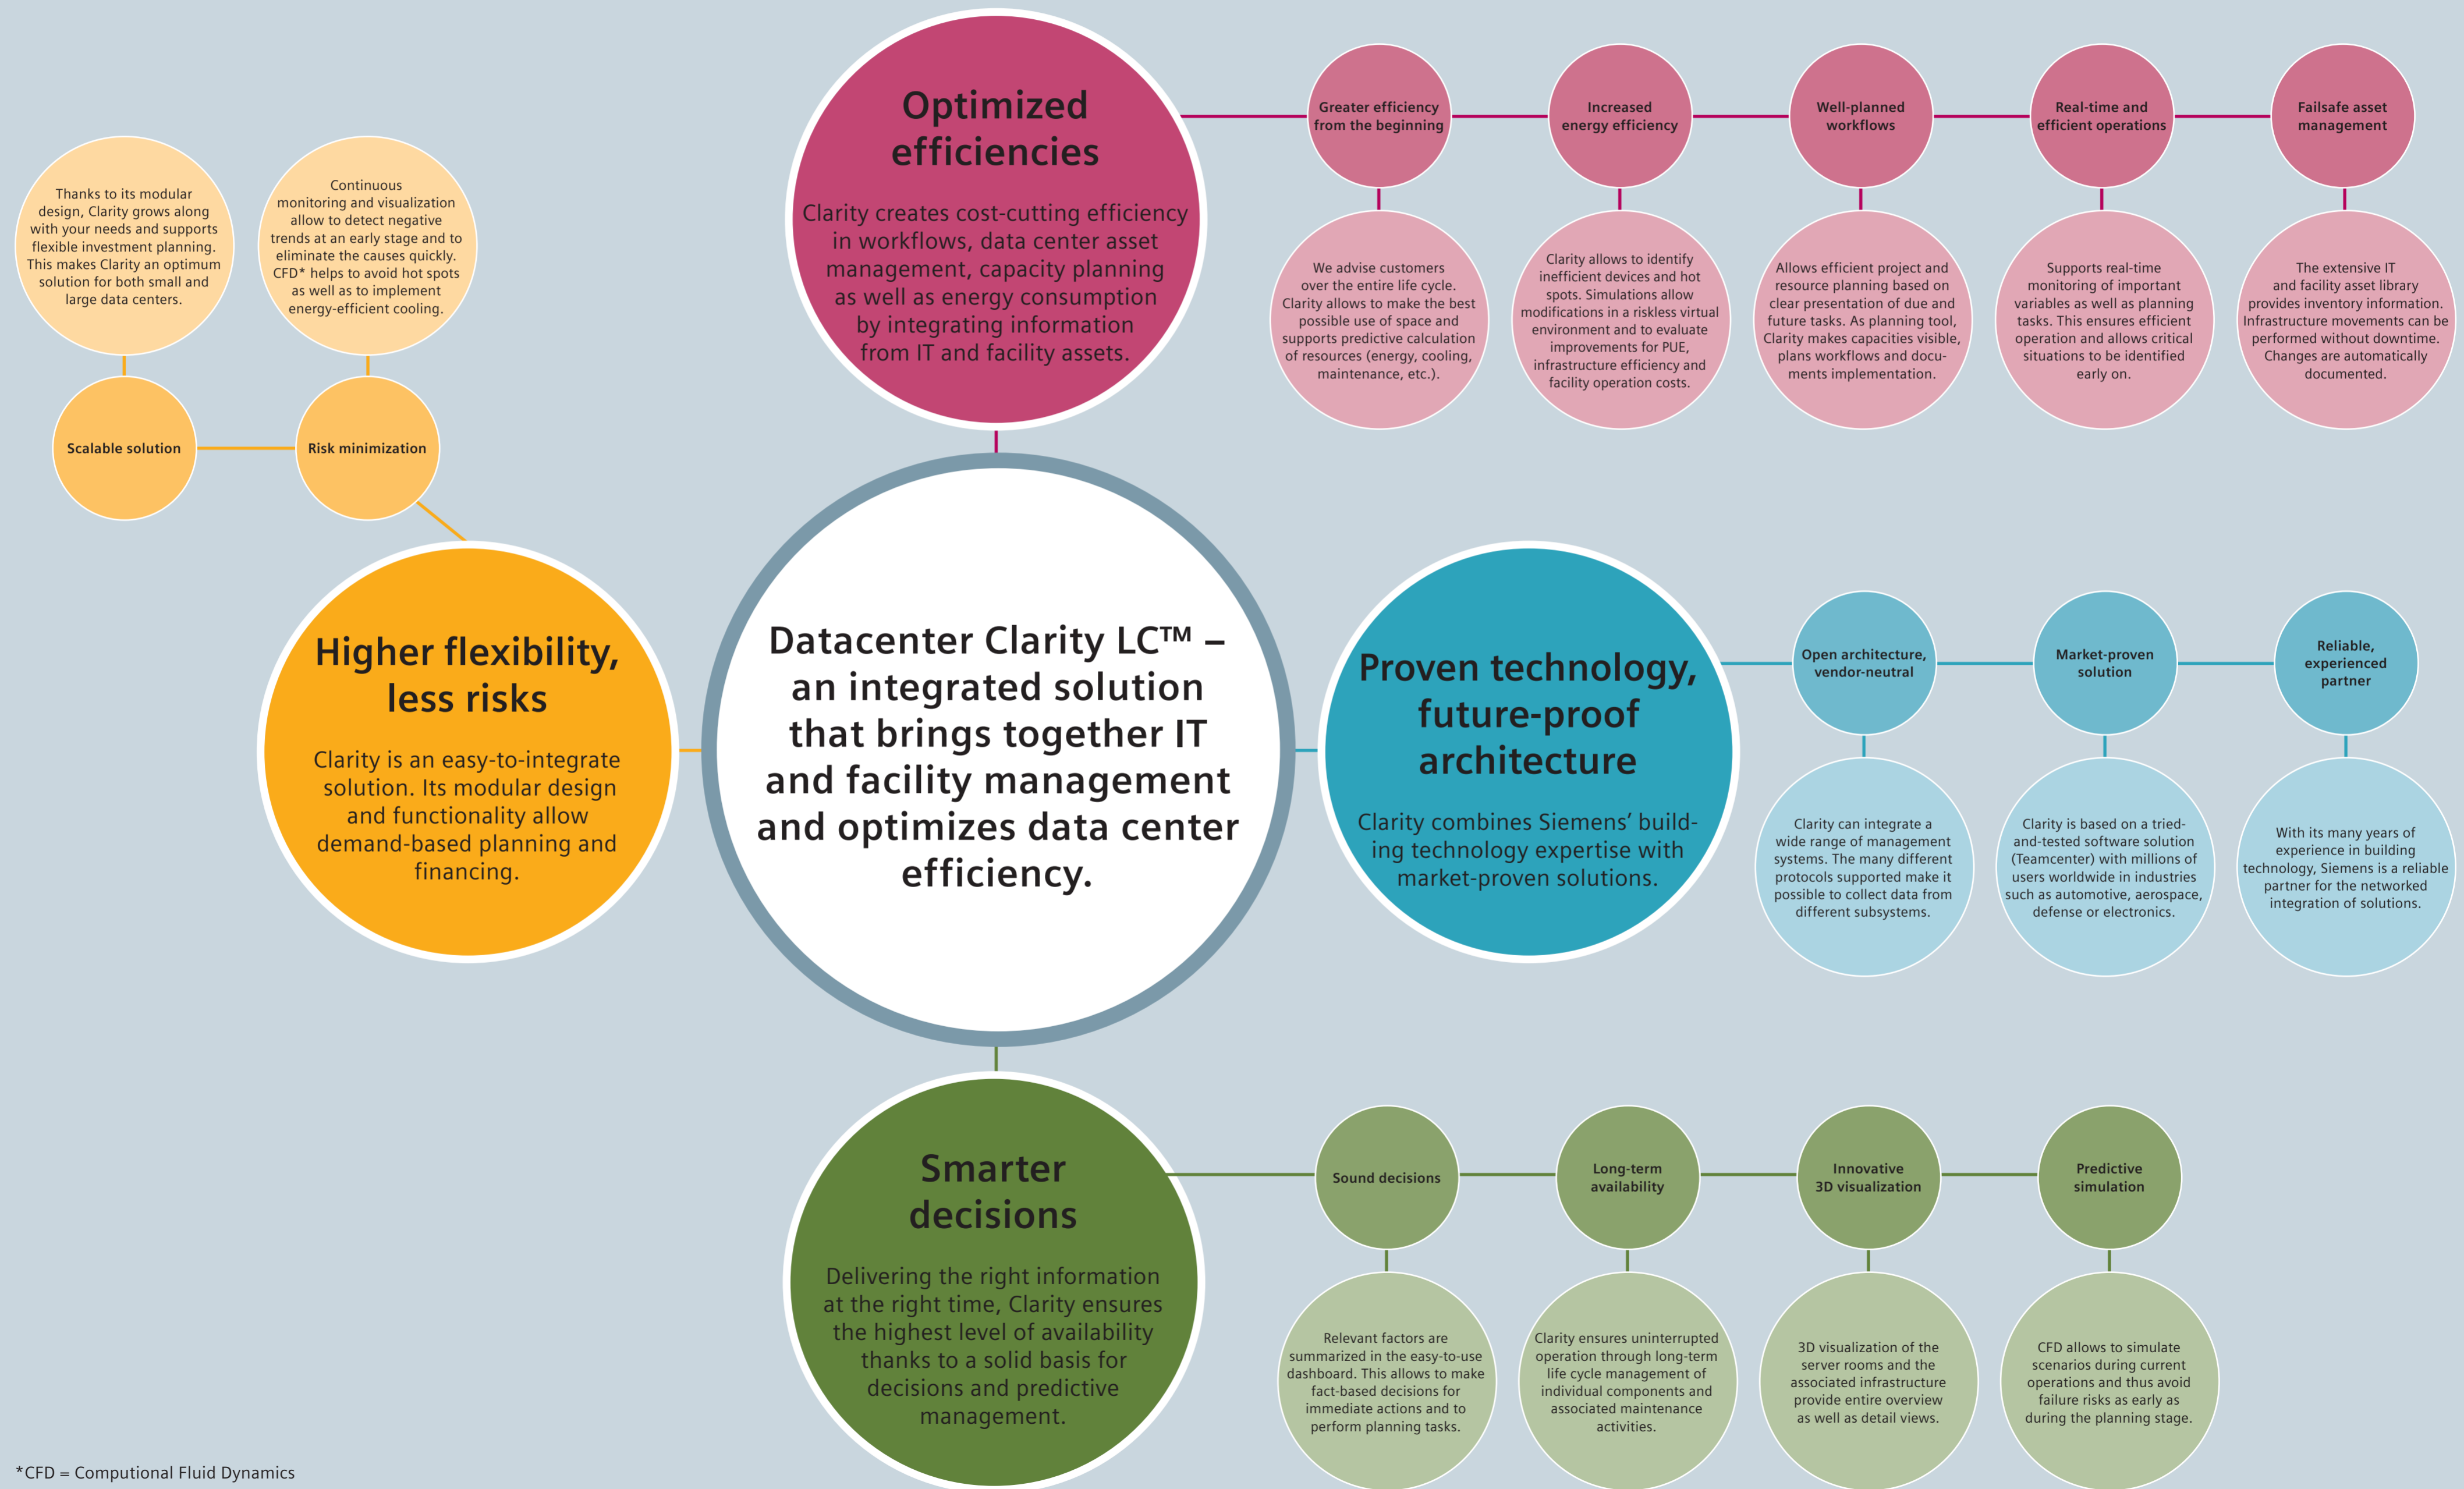 Optimized
efficiencies
Clarity creates cost-cutting efficiency
in workflows, data center asset
management, capacity planning
as well as energy consumption
by integrating information
from IT and facility assets.
Greater efficiency
from the beginning
We advise customers
over the entire life cycle.
Clarity allows to make the best
possible use of space and
supports predictive calculation
of resources (energy, cooling,
maintenance, etc.).
Increased
energy efficiency
Clarity allows to identify
inefficient devices and hot
spots. Simulations allow
modifications in a riskless virtual
environment and to evaluate
improvements for PUE,
infrastructure efficiency and
facility operation costs.
Well-planned
workflows
Allows efficient project and
resource planning based on
clear presentation of due and
future tasks. As planning tool,
Clarity makes capacities visible,
plans workflows and docu-
ments implementation.
Real-time and
efficient operations
Supports real-time
monitoring of important
variables as well as planning
tasks. This ensures efficient
operation and allows critical
situations to be identified
early on.
Failsafe asset
management
The extensive IT
and facility asset library
provides inventory information.
Infrastructure movements can be
performed without downtime.
Changes are automatically
documented.
Thanks to its modular
design, Clarity grows along
with your needs and supports
flexible investment planning.
This makes Clarity an optimum
solution for both small and
large data centers.
Scalable solution
Continuous
monitoring and visualization
allow to detect negative
trends at an early stage and to
eliminate the causes quickly.
CFD* helps to avoid hot spots
as well as to implement
energy-efficient cooling.
Risk minimization
Higher flexibility,
less risks
Clarity is an easy-to-integrate
solution. Its modular design
and functionality allow
demand-based planning and
financing.
Datacenter Clarity LC™ –
an integrated solution
that brings together IT
and facility management
and optimizes data center
efficiency.
Proven technology,
future-proof
architecture
Clarity combines Siemens’ build-
ing technology expertise with
market-proven solutions.
Open architecture,
vendor-neutral
Clarity can integrate a
wide range of management
systems. The many different
protocols supported make it
possible to collect data from
different subsystems.
Market-proven
solution
Clarity is based on a tried-
and-tested software solution
(Teamcenter) with millions of
users worldwide in industries
such as automotive, aerospace,
defense or electronics.
Reliable,
experienced
partner
With its many years of
experience in building
technology, Siemens is a reliable
partner for the networked
integration of solutions.
Smarter
decisions
Delivering the right information
at the right time, Clarity ensures
the highest level of availability
thanks to a solid basis for
decisions and predictive
management.
Sound decisions
Relevant factors are
summarized in the easy-to-use
dashboard. This allows to make
fact-based decisions for
immediate actions and to
perform planning tasks.
Long-term
availability
Clarity ensures uninterrupted
operation through long-term
life cycle management of
individual components and
associated maintenance
activities.
Innovative
3D visualization
3D visualization of the
server rooms and the
associated infrastructure
provide entire overview
as well as detail views.
Predictive
simulation
CFD allows to simulate
scenarios during current
operations and thus avoid
failure risks as early as
during the planning stage.
*CFD = Computional Fluid Dynamics